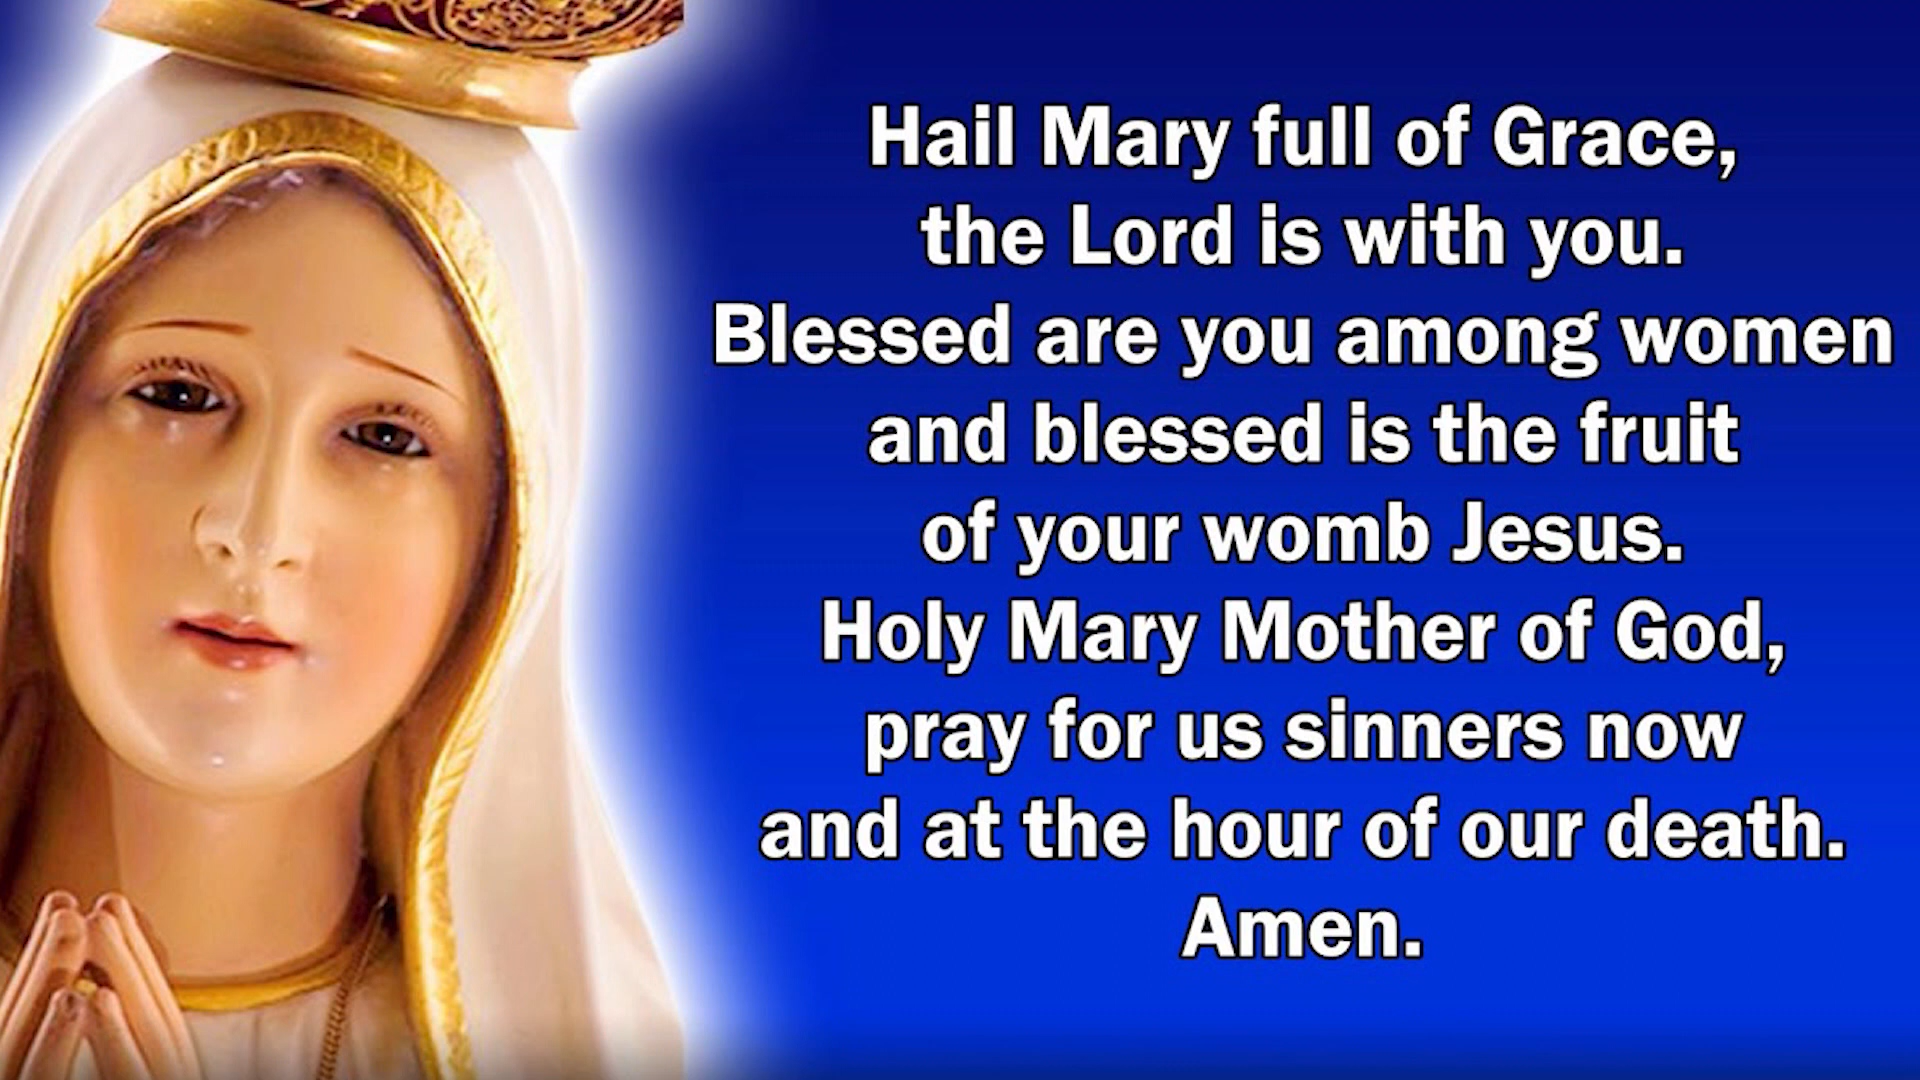 Hail Mary full of Grace,
the Lord is with you.
Blessed are you among women
and blessed is the fruit
of your womb Jesus.
Holy Mary Mother of God,
pray for us sinners now
and at the hour of our death.
Amen.